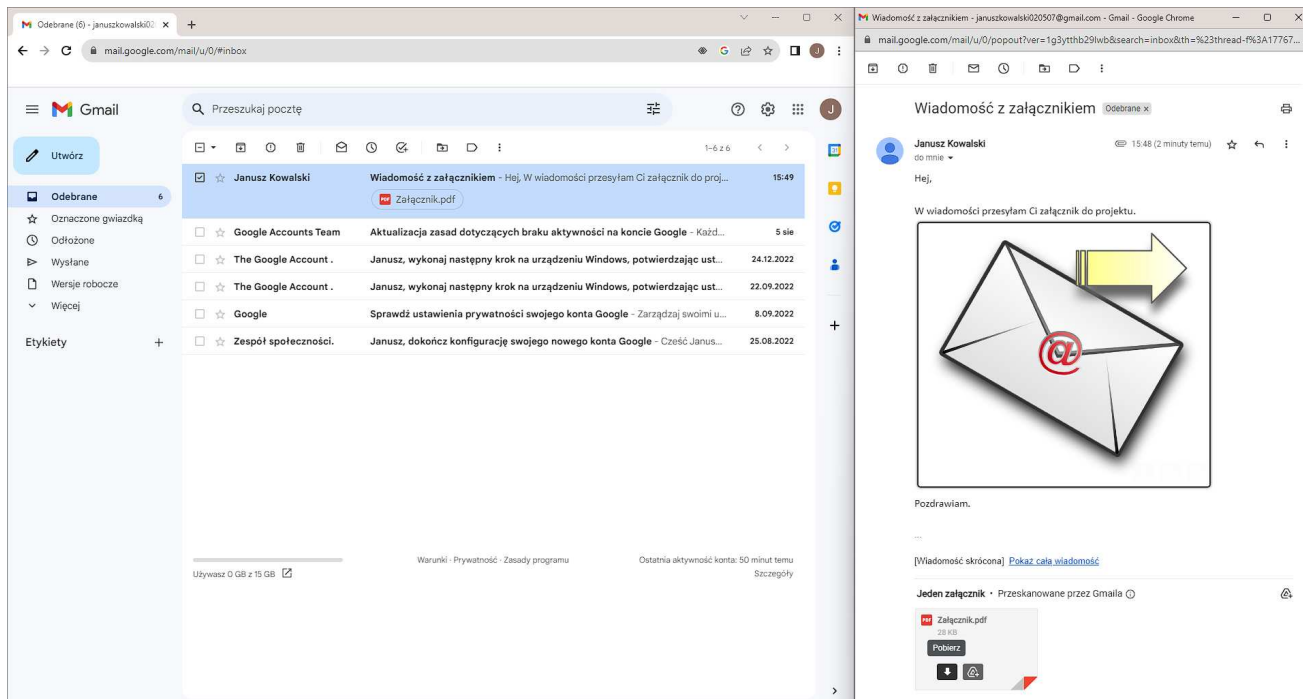 Odebrane (6) - januszkowalski02
mail.google.com/mail/u/0/#inbox
J
Gmail
Przeszukaj pocztę
J
Utwórz
Odebrane 6
Oznaczone gwiazdką
Odłożone
Wysłane
Wersje robocze
Więcej
Etykiety
1–6 z 6
Janusz Kowalski Wiadomość z załącznikiem - Hej, W wiadomości przesyłam Ci załącznik do proj... 15:49
PDF Załącznik.pdf
Google Accounts Team Aktualizacja zasad dotyczących braku aktywności na koncie Google - Każd... 5 sie
The Google Account . Janusz, wykonaj następny krok na urządzeniu Windows, potwierdzając ust... 24.12.2022
The Google Account . Janusz, wykonaj następny krok na urządzeniu Windows, potwierdzając ust... 22.09.2022
Google Sprawdź ustawienia prywatności swojego konta Google - Zarządzaj swoimi u... 8.09.2022
Zespół społeczności. Janusz, dokończ konfigurację swojego nowego konta Google - Cześć Janus... 25.08.2022
31
Używasz 0 GB z 15 GB
Warunki · Prywatność · Zasady programu
Ostatnia aktywność konta: 50 minut temu
Szczegóły
Wiadomość z załącznikiem - januszkowalski020507@gmail.com - Gmail - Google Chrome
mail.google.com/mail/u/0/popout?ver=1g3ytthb29lwb&search=inbox&th=%23thread-f%3A17767...
Wiadomość z załącznikiem Odebrane x
Janusz Kowalski 15:48 (2 minuty temu)
do mnie
Hej,
W wiadomości przesyłam Ci załącznik do projektu.
@
Pozdrawiam.
...
[Wiadomość skrócona] Pokaż całą wiadomość
Jeden załącznik • Przeskanowane przez Gmaila
PDF Załącznik.pdf
28 KB
Pobierz